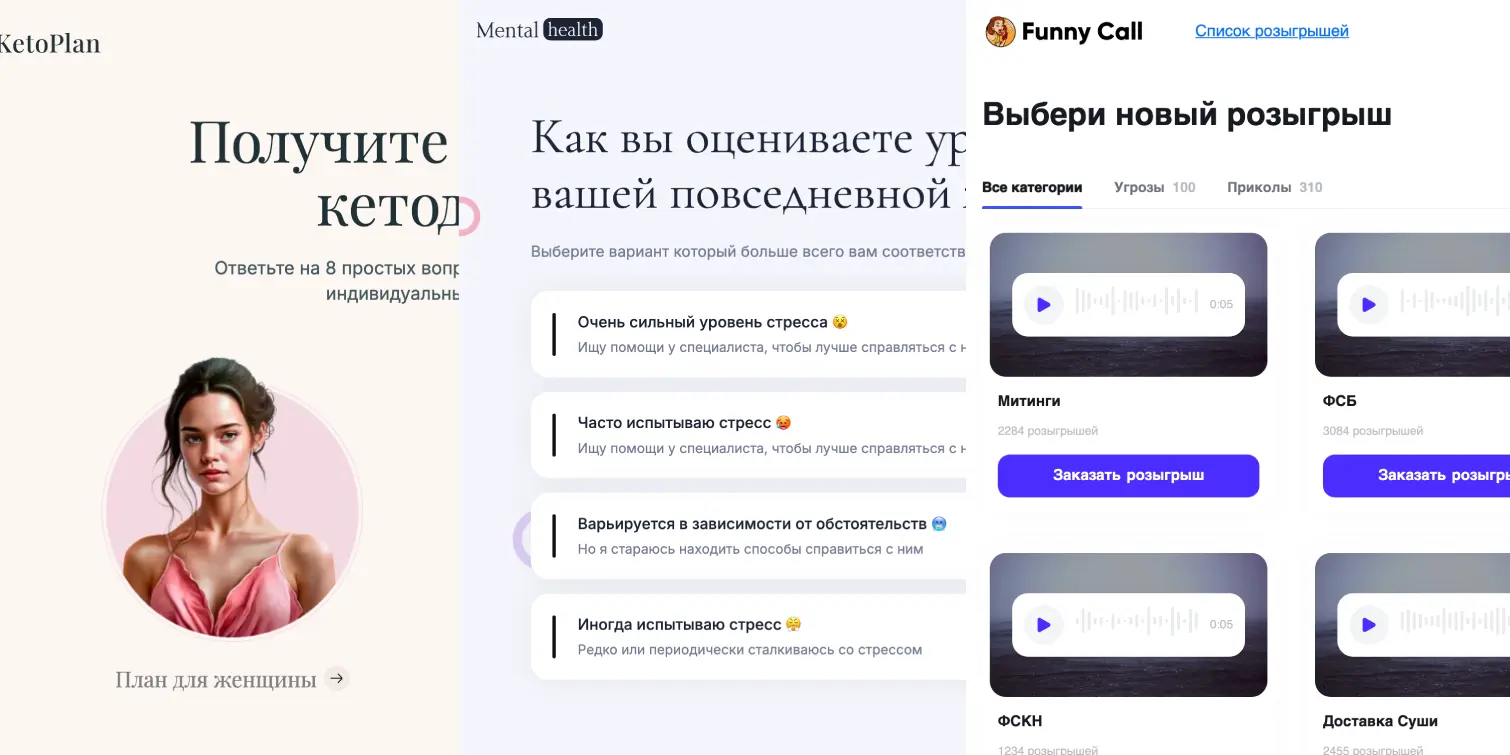 KetoPlan
Получите
кетод
Ответьте на 8 простых вопр
индивидуальны
План для женщины →
Mental health
Как вы оцениваете ур
вашей повседневной
Выберите вариант который больше всего вам соответств
Очень сильный уровень стресса 😵
Ищу помощи у специалиста, чтобы лучше справляться с н
Часто испытываю стресс 🥵
Ищу помощи у специалиста, чтобы лучше справляться с н
Варьируется в зависимости от обстоятельств 🥶
Но я стараюсь находить способы справиться с ним
Иногда испытываю стресс 😤
Редко или периодически сталкиваюсь со стрессом
Funny Call
Список розыгрышей
Выбери новый розыгрыш
Все категории Угрозы 100 Приколы 310
0:05
Митинги
2284 розыгрышей
Заказать розыгрыш
ФСБ
3084 розыгрышей
Заказать розыгры
0:05
ФСКН
1234 розыгрышей
Доставка Суши
2455 розыгрышей